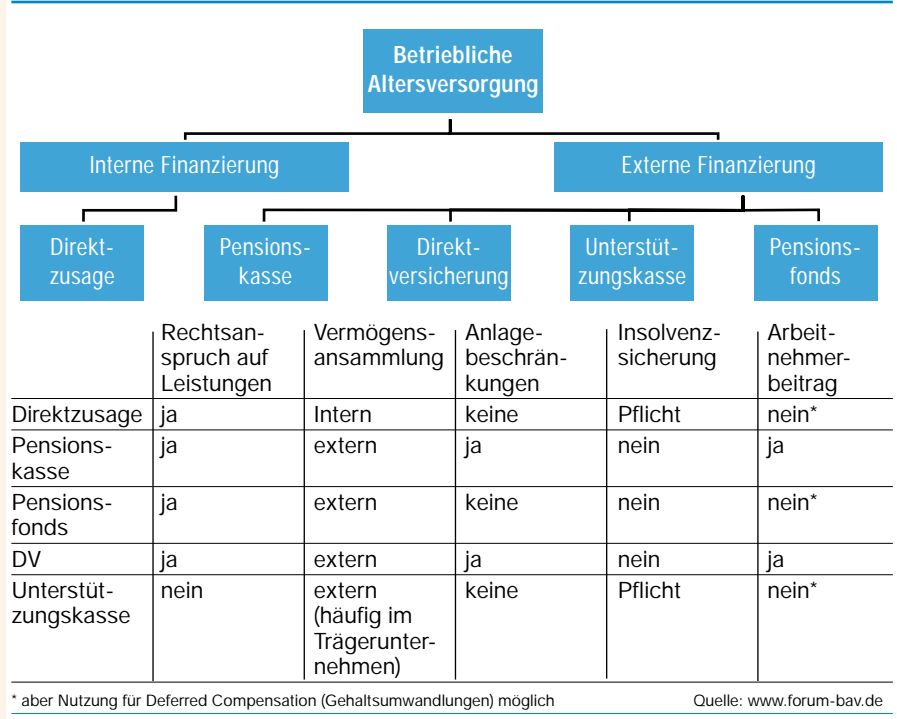 Betriebliche
Altersversorgung
Interne Finanzierung
Externe Finanzierung
Direkt-
zusage
Pensions-
kasse
Direkt-
versicherung
Unterstüt-
zungskasse
Pensions-
fonds
Rechtsan-
spruch auf
Leistungen
Vermögens-
ansammlung
Anlage-
beschrän-
kungen
Insolvenz-
sicherung
Arbeit-
nehmer-
beitrag
Direktzusage ja Intern keine Pflicht nein*
Pensions- ja extern ja nein ja
kasse
Pensions- ja extern keine nein nein*
fonds
DV ja extern ja nein ja
Unterstüt- nein extern keine Pflicht nein*
zungskasse (häufig im
Trägerunter-
nehmen)
* aber Nutzung für Deferred Compensation (Gehaltsumwandlungen) möglich Quelle: www.forum-bav.de